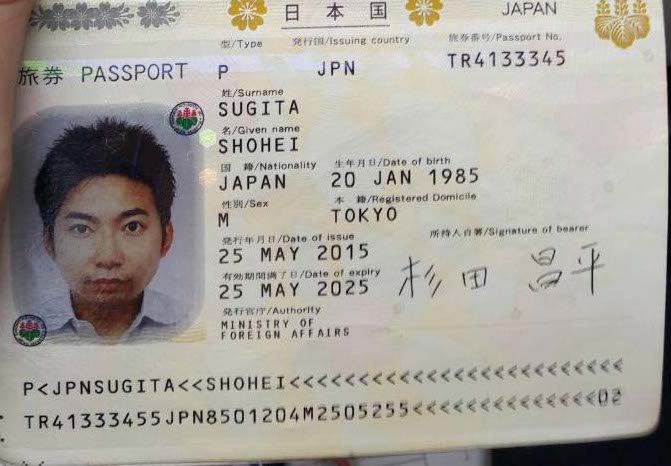 日本国 JAPAN
型/Type 発行国/Issuing country 旅券番号/Passport No.
旅券 PASSPORT P JPN TR4133345
姓/Surname
SUGITA
名/Given name
SHOHEI
国 籍/Nationality 生年月日/Date of birth
JAPAN 20 JAN 1985
性別/Sex 本 籍/Registered Domicile
M TOKYO
発行年月日/Date of issue 所持人自署/Signature of bearer
25 MAY 2015
有効期間満了日/Date of expiry
25 MAY 2025 杉田 昌平
発行官庁/Authority
MINISTRY OF
FOREIGN AFFAIRS
P<JPNSUGITA<<SHOHEI<<<<<<<<<<<<<<<<<<<<<<<<<
TR41333455JPN8501204M2505255<<<<<<<<<<<<<<02